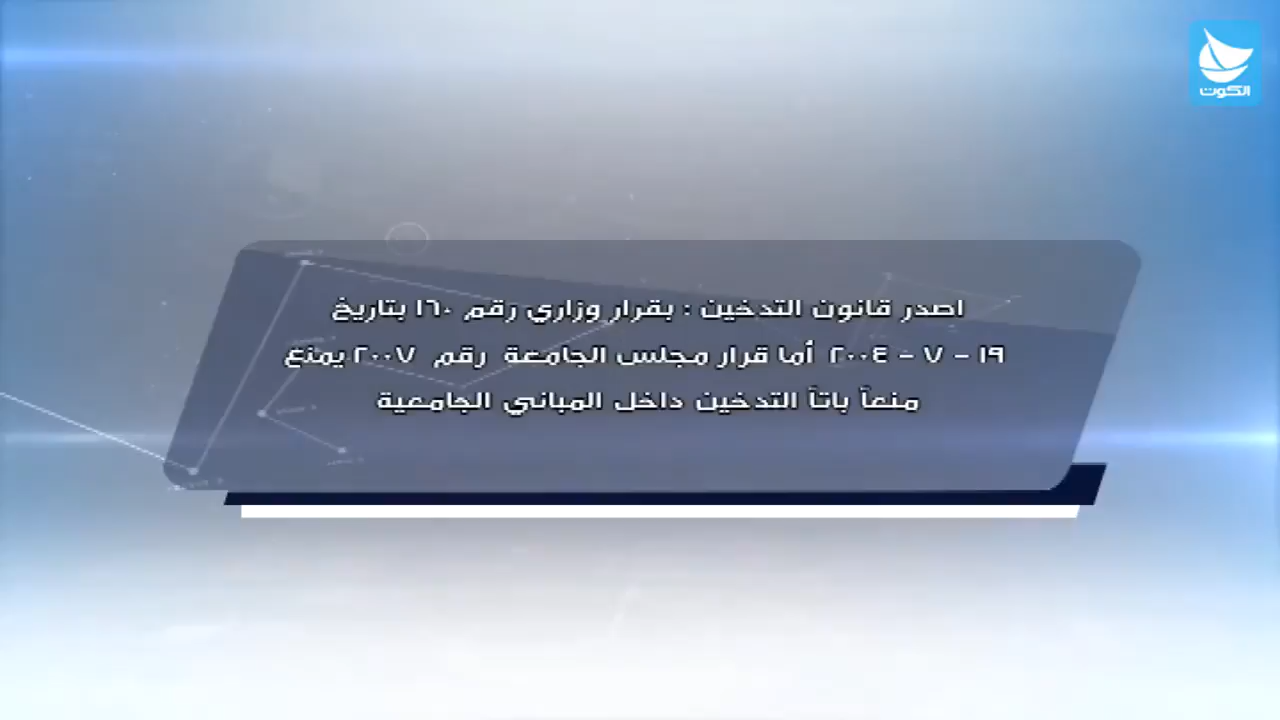 الكوت
اصدر قانون التدخين : بقرار وزاري رقم ١٦٠ بتاريخ
١٩ - ٧ - ٢٠٠٤ أما قرار مجلس الجامعة رقم ٢٠٠٧ يمنع
منعاً باتاً التدخين داخل المباني الجامعية